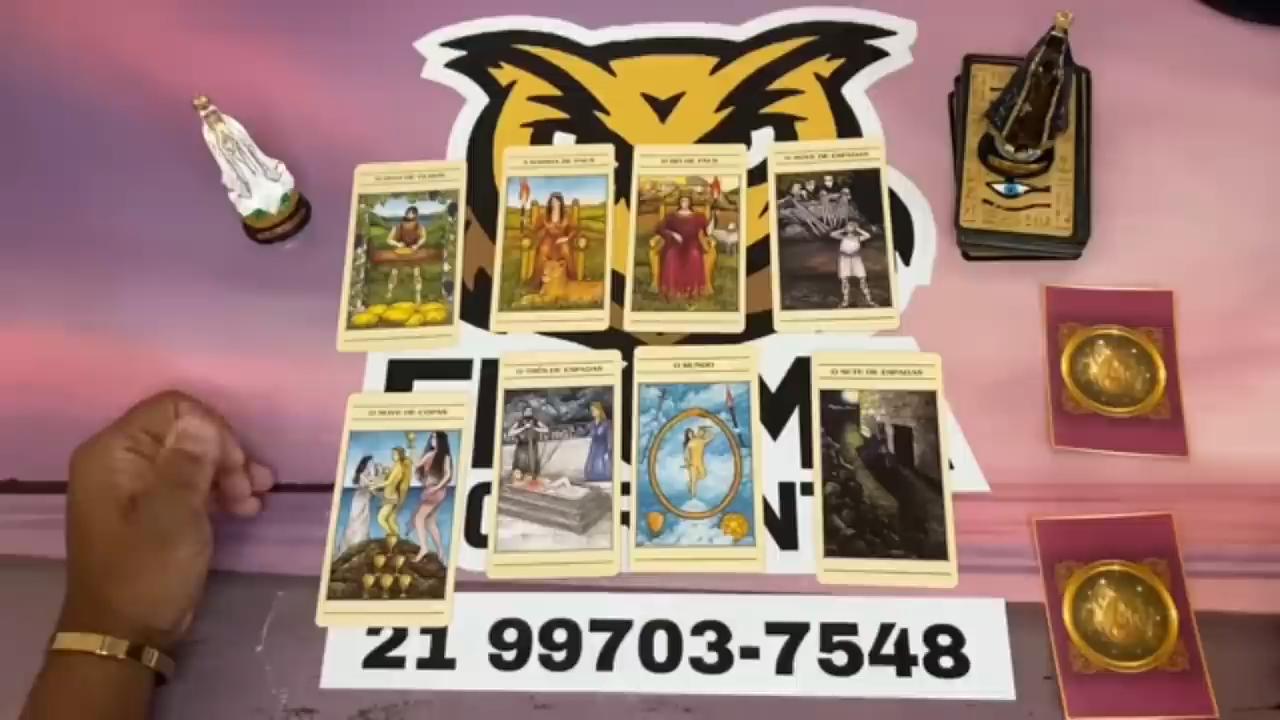 A RAINHA DE PAUS
O REI DE PAUS
O NOVE DE ESPADAS
O NOVE DE COPAS
O TRÊS DE ESPADAS
O MUNDO
O SETE DE ESPADAS
21 99703-7548